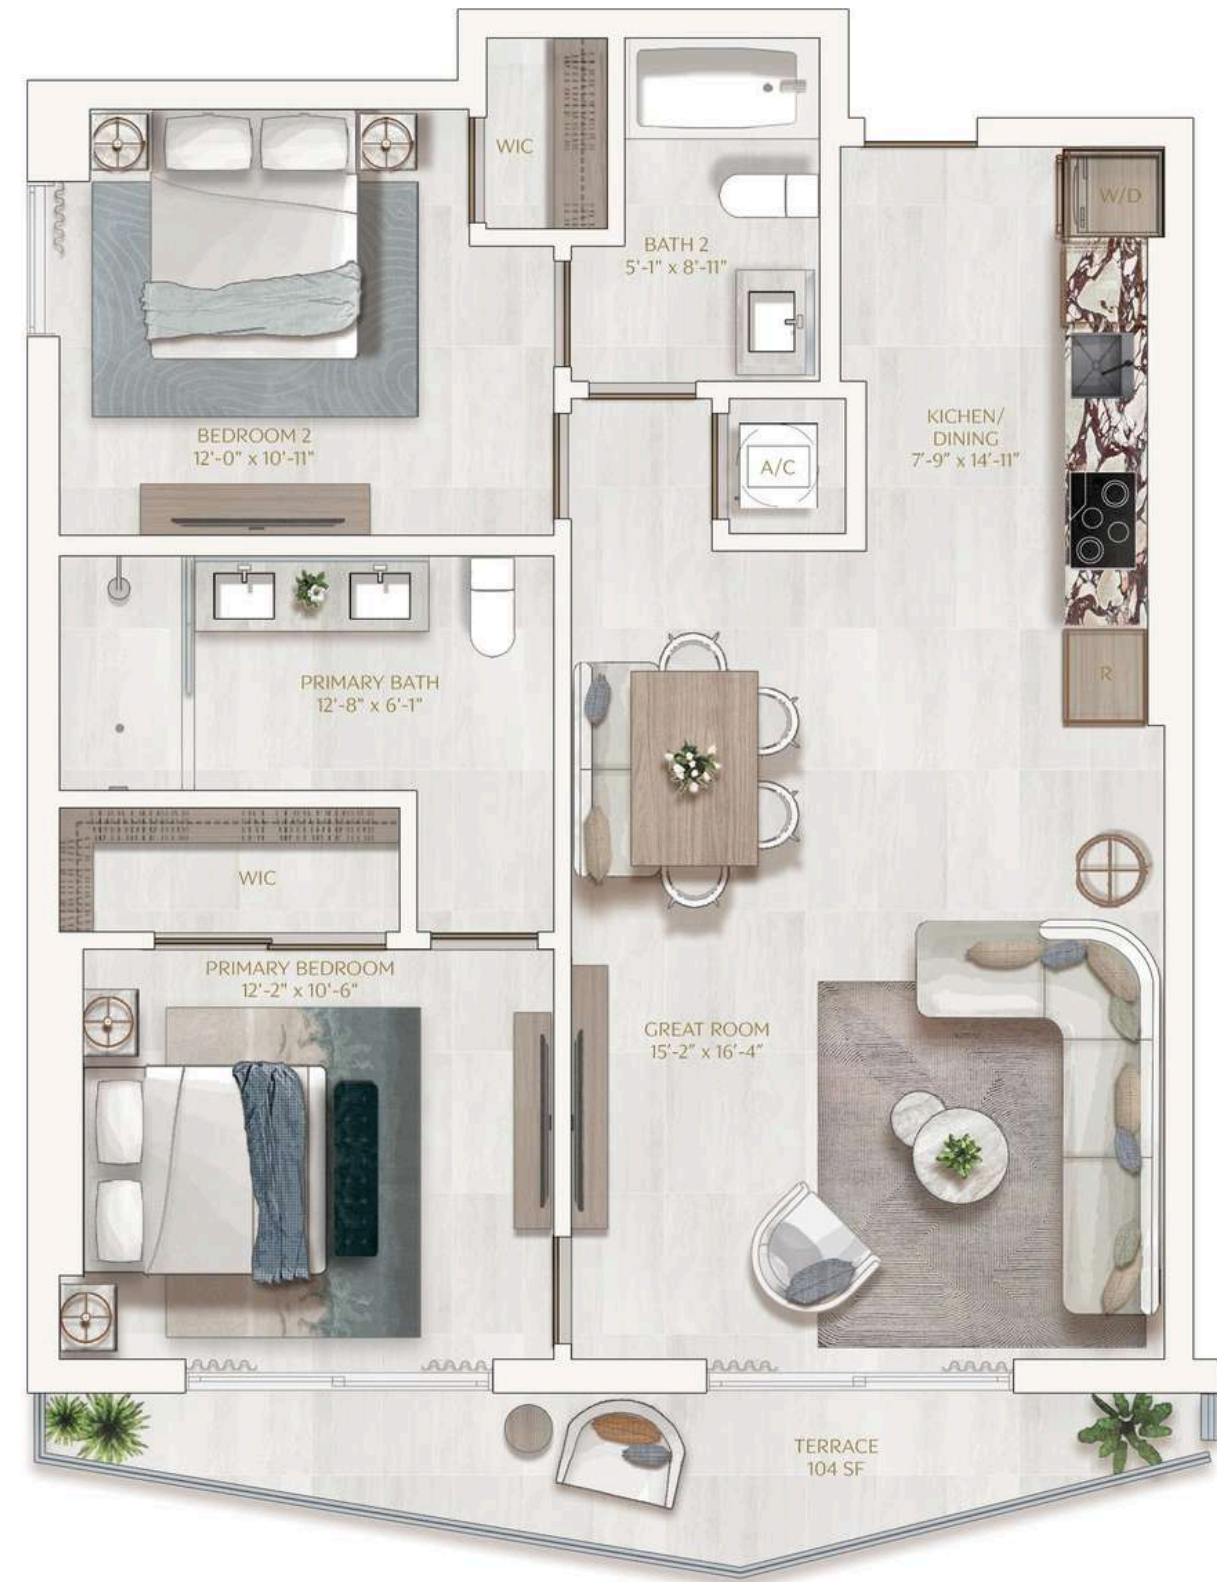 WIC
W/D
BATH 2
5'-1" x 8'-11"
BEDROOM 2
12'-0" x 10'-11"
KICHEN/
DINING
7'-9" x 14'-11"
A/C
PRIMARY BATH
12'-8" x 6'-1"
R
WIC
PRIMARY BEDROOM
12'-2" x 10'-6"
GREAT ROOM
15'-2" x 16'-4"
TERRACE
104 SF